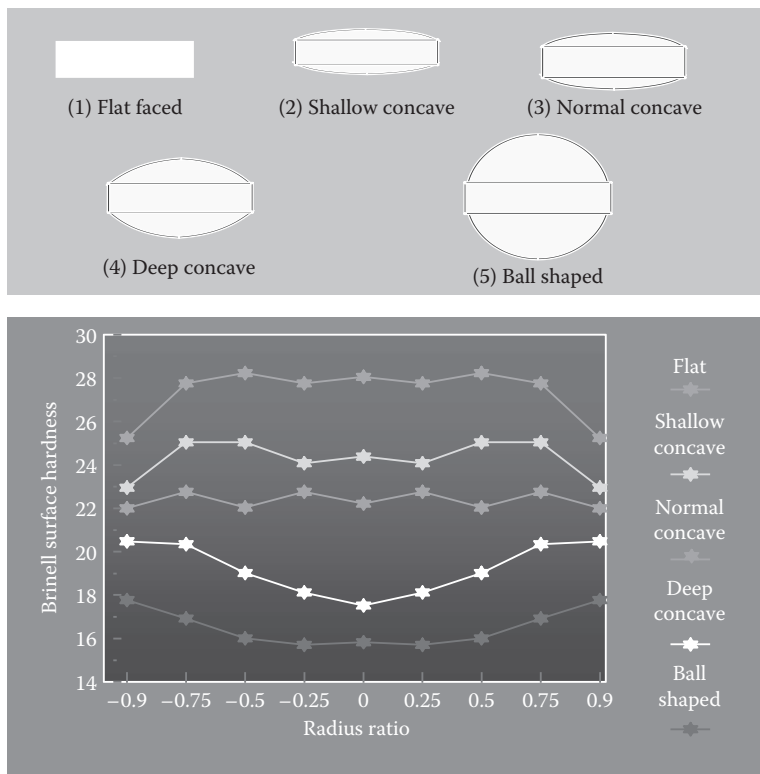 (1) Flat faced
(2) Shallow concave
(3) Normal concave
(4) Deep concave
(5) Ball shaped
30
28
26
24
22
20
18
16
14
Brinell surface hardness
−0.9 −0.75 −0.5 −0.25 0 0.25 0.5 0.75 0.9
Radius ratio
Flat
Shallow
concave
Normal
concave
Deep
concave
Ball
shaped